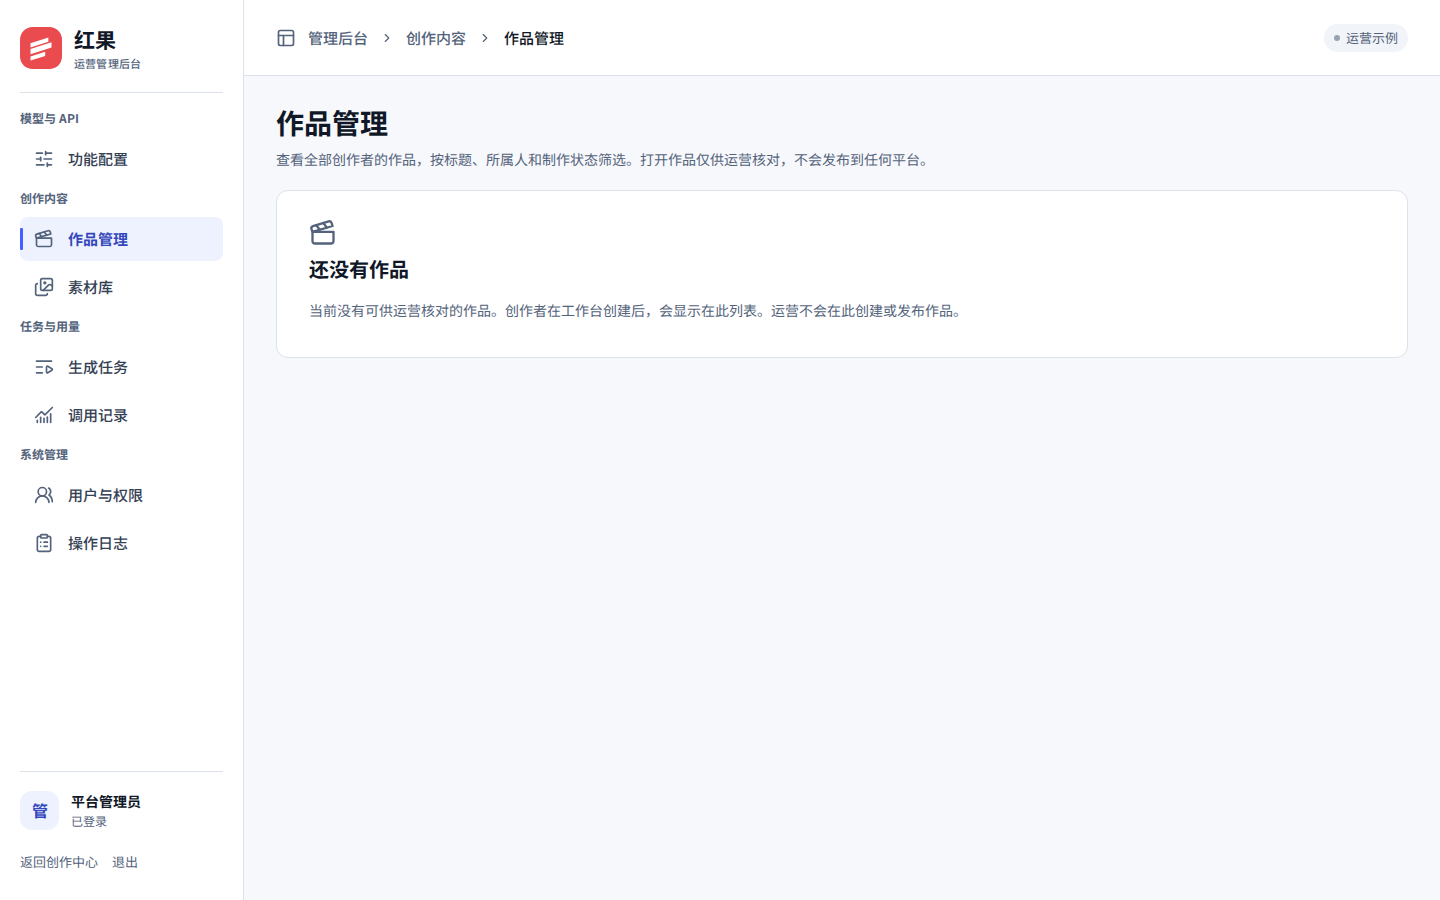 红果
运营管理后台
模型与 API
功能配置
创作内容
作品管理
素材库
任务与用量
生成任务
调用记录
系统管理
用户与权限
操作日志
管
平台管理员
已登录
返回创作中心 退出
管理后台 > 创作内容 > 作品管理
运营示例
作品管理
查看全部创作者的作品，按标题、所属人和制作状态筛选。打开作品仅供运营核对，不会发布到任何平台。
还没有作品
当前没有可供运营核对的作品。创作者在工作台创建后，会显示在此列表。运营不会在此创建或发布作品。